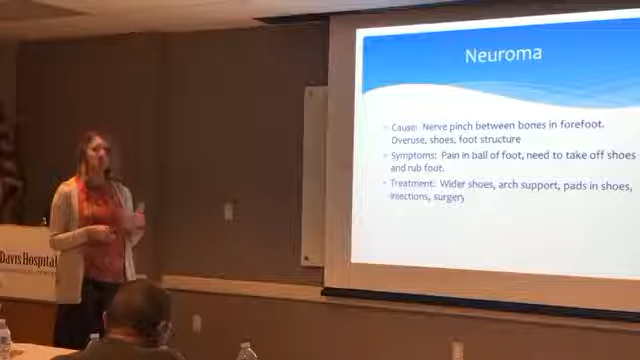 Neuroma
Cause: Nerve pinch between bones in forefoot.
Overuse, shoes, foot structure
Symptoms: Pain in ball of foot, need to take off shoes
and rub foot.
Treatment: Wider shoes, arch support, pads in shoes,
injections, surgery
Davis Hospital